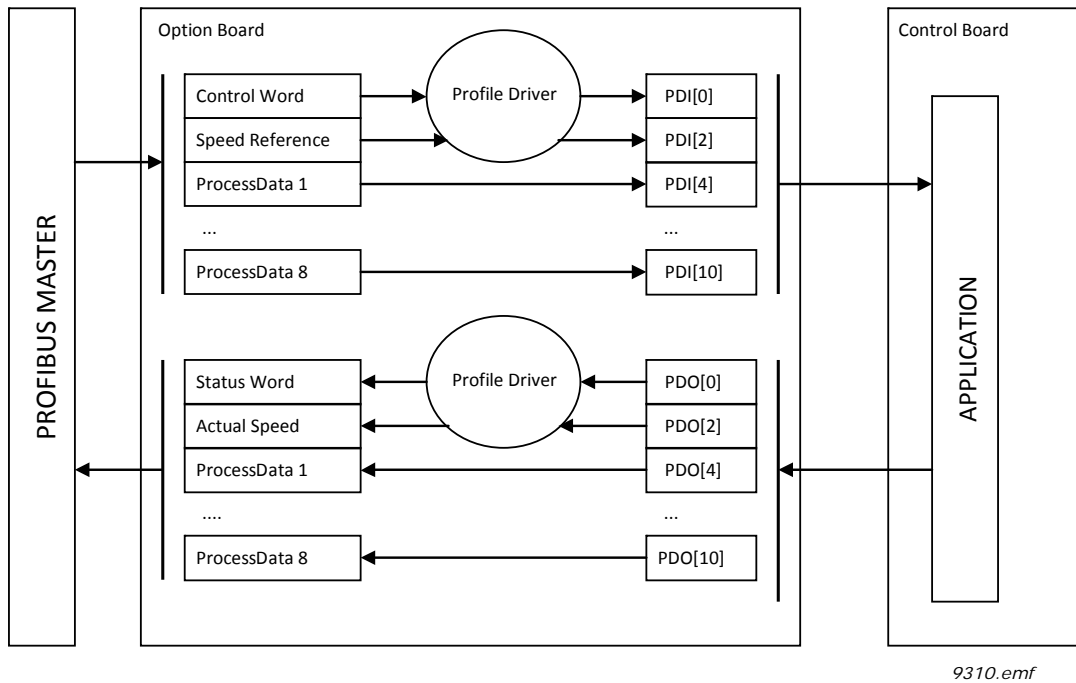 Option Board
Control Board
Control Word
Profile Driver
PDI[0]
Speed Reference
PDI[2]
ProcessData 1
PDI[4]
...
...
ProcessData 8
PDI[10]
PROFIBUS MASTER
APPLICATION
Status Word
Profile Driver
PDO[0]
Actual Speed
PDO[2]
ProcessData 1
PDO[4]
....
...
ProcessData 8
PDO[10]
9310.emf